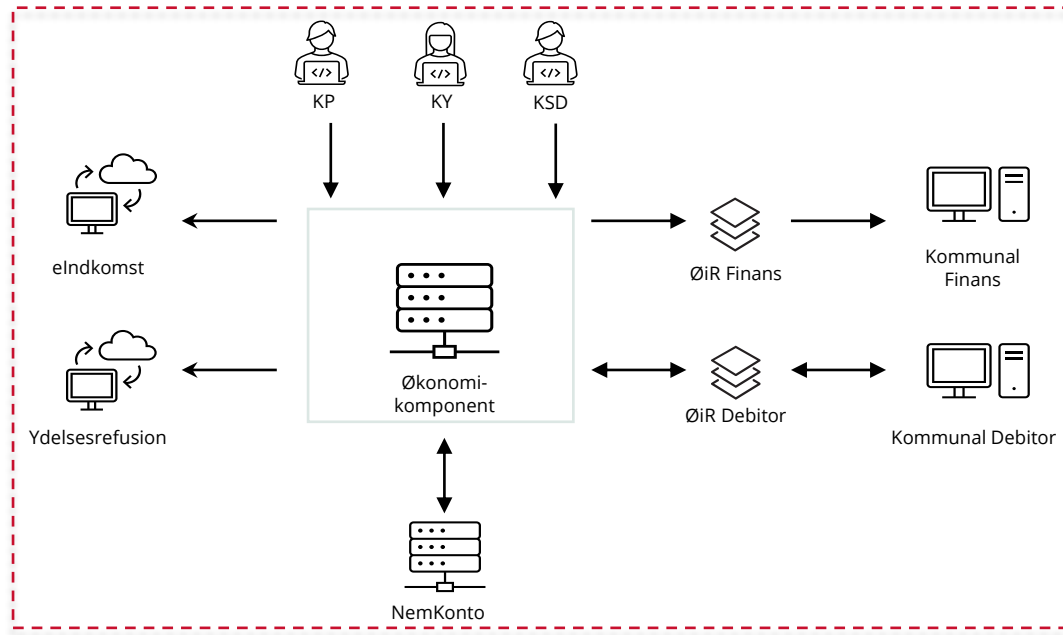 KP
KY
KSD
</>
</>
</>
eIndkomst
ØiR Finans
Kommunal
Finans
Økonomi-
komponent
Ydelsesrefusion
ØiR Debitor
Kommunal Debitor
NemKonto